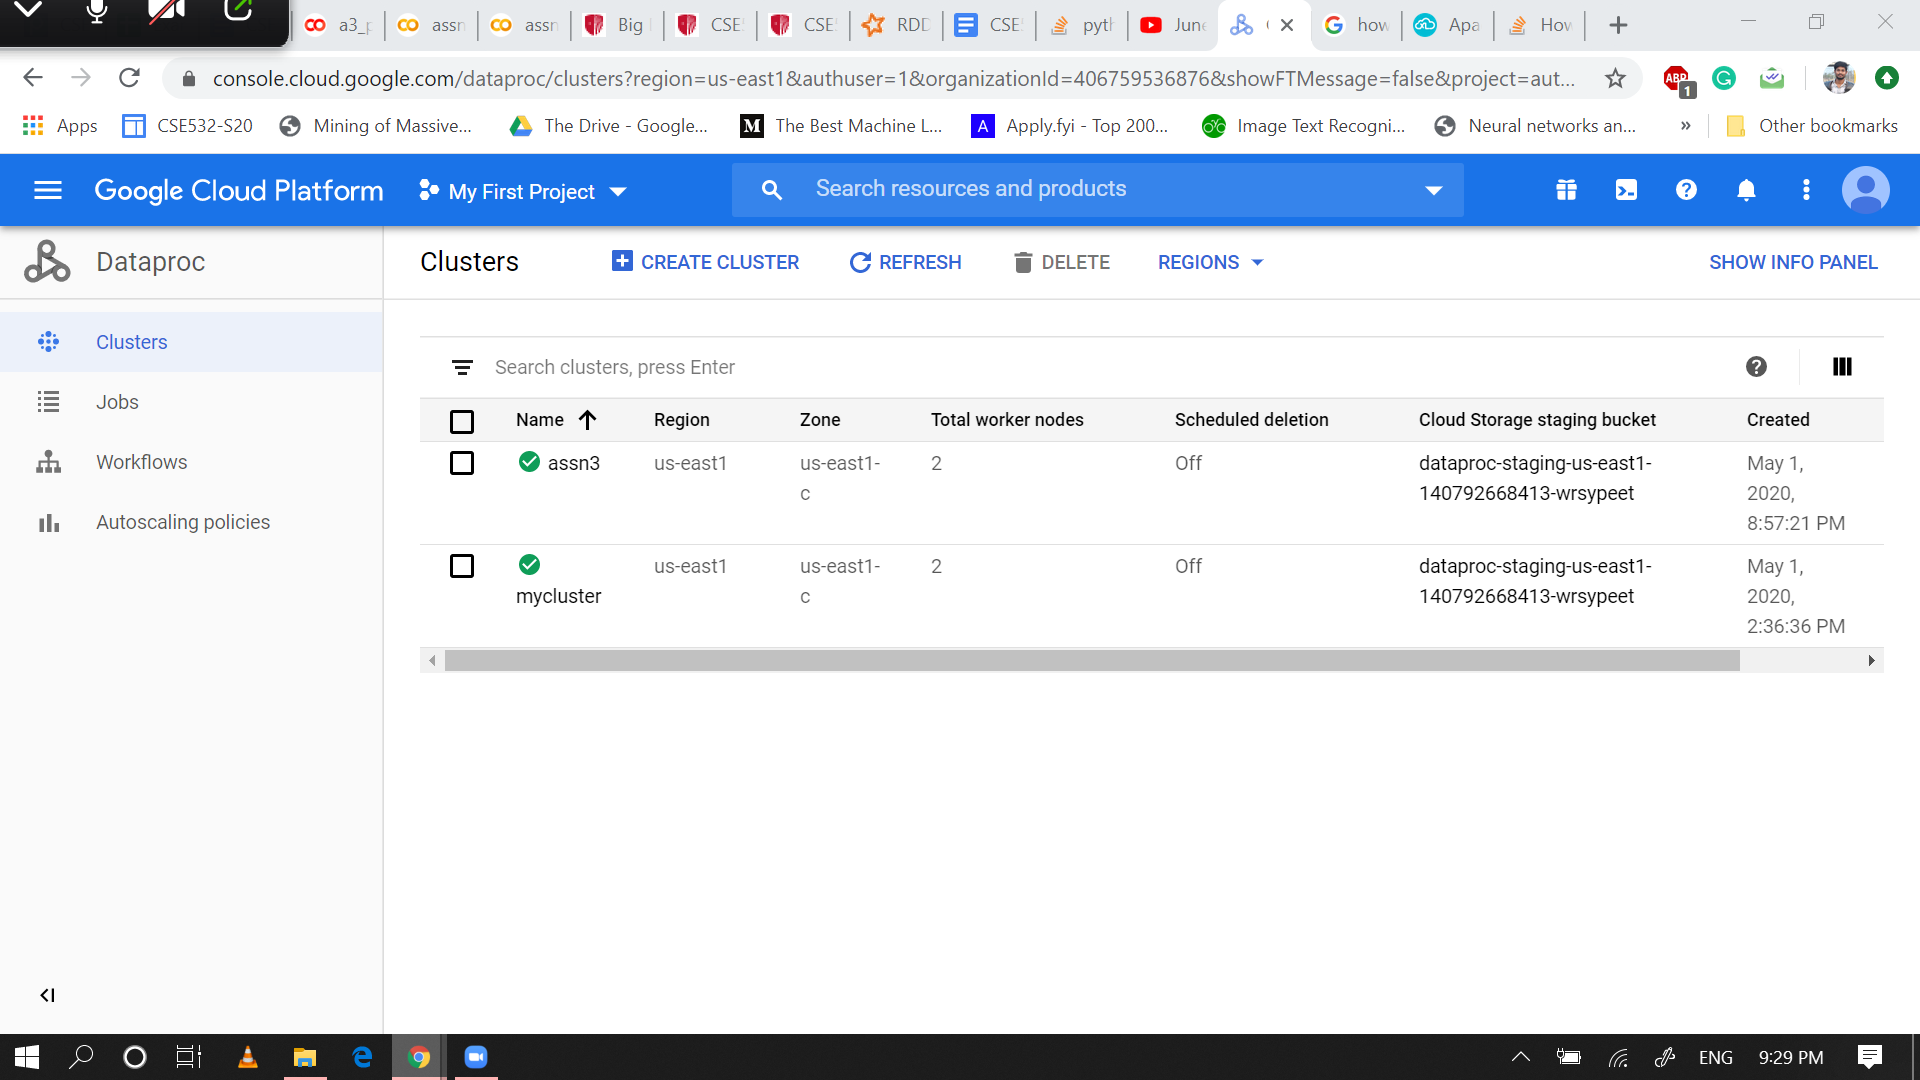 a3_p
assn
assn
Big
CSE
CSE
RDD
CSE
pyth
June
how
Apa
How
console.cloud.google.com/dataproc/clusters?region=us-east1&authuser=1&organizationId=406759536876&showFTMessage=false&project=aut...
ABP
1
Apps
CSE532-S20
Mining of Massive...
The Drive - Google...
M
The Best Machine L...
A
Apply.fyi - Top 200...
Image Text Recogni...
Neural networks an...
»
Other bookmarks
Google Cloud Platform
My First Project
Search resources and products
Dataproc
Clusters
CREATE CLUSTER
REFRESH
DELETE
REGIONS
SHOW INFO PANEL
Clusters
Jobs
Workflows
Autoscaling policies
Search clusters, press Enter
Name
Region
Zone
Total worker nodes
Scheduled deletion
Cloud Storage staging bucket
Created
assn3
us-east1
us-east1-
c
2
Off
dataproc-staging-us-east1-
140792668413-wrsypeet
May 1,
2020,
8:57:21 PM
mycluster
us-east1
us-east1-
c
2
Off
dataproc-staging-us-east1-
140792668413-wrsypeet
May 1,
2020,
2:36:36 PM
ENG
9:29 PM